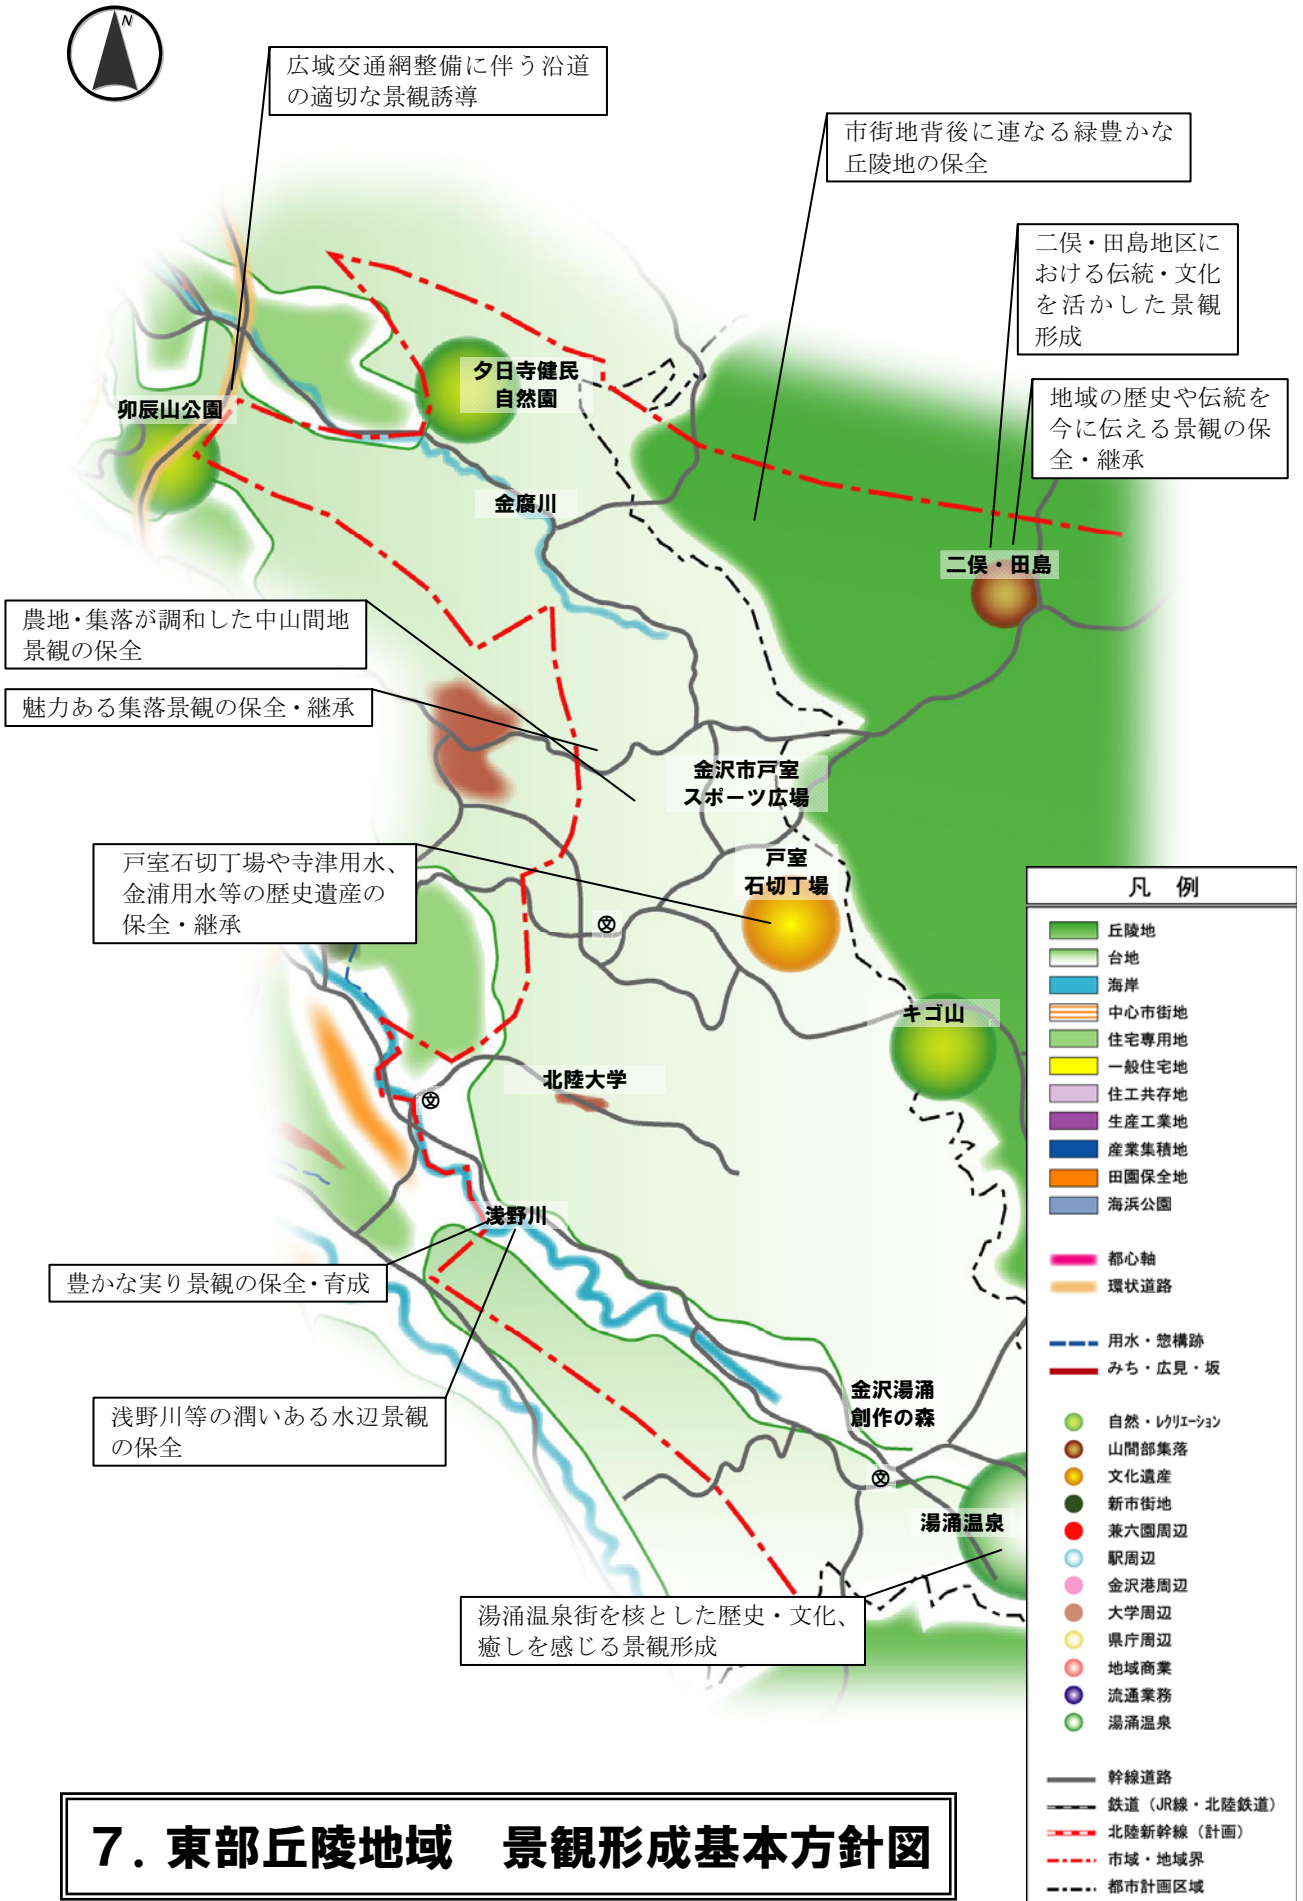 N
広域交通網整備に伴う沿道
の適切な景観誘導
市街地背後に連なる緑豊かな
丘陵地の保全
二俣・田島地区に
おける伝統・文化
を活かした景観
形成
地域の歴史や伝統を
今に伝える景観の保
全・継承
夕日寺健民
自然園
卯辰山公園
金腐川
二俣・田島
農地・集落が調和した中山間地
景観の保全
魅力ある集落景観の保全・継承
金沢市戸室
スポーツ広場
戸室石切丁場や寺津用水、
金浦用水等の歴史遺産の
保全・継承
戸室
石切丁場
文
キゴ山
北陸大学
文
浅野川
豊かな実り景観の保全・育成
浅野川等の潤いある水辺景観
の保全
金沢湯涌
創作の森
文
湯涌温泉
湯涌温泉街を核とした歴史・文化、
癒しを感じる景観形成
凡 例
丘陵地
台地
海岸
中心市街地
住宅専用地
一般住宅地
住工共存地
生産工業地
産業集積地
田園保全地
海浜公園
都心軸
環状道路
用水・惣構跡
みち・広見・坂
自然・レクリエーション
山間部集落
文化遺産
新市街地
兼六園周辺
駅周辺
金沢港周辺
大学周辺
県庁周辺
地域商業
流通業務
湯涌温泉
幹線道路
鉄道（JR線・北陸鉄道）
北陸新幹線（計画）
市域・地域界
都市計画区域
７. 東部丘陵地域　景観形成基本方針図